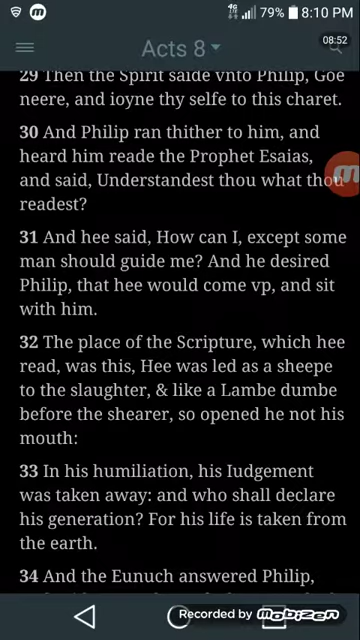 4G 79% 8:10 PM
08:52
Acts 8
29 Then the Spirit saide vnto Philip, Goe
neere, and ioyne thy selfe to this charet.
30 And Philip ran thither to him, and
heard him reade the Prophet Esaias,
and said, Understandest thou what thou
readest?
31 And hee said, How can I, except some
man should guide me? And he desired
Philip, that hee would come vp, and sit
with him.
32 The place of the Scripture, which hee
read, was this, Hee was led as a sheepe
to the slaughter, & like a Lambe dumbe
before the shearer, so opened he not his
mouth:
33 In his humiliation, his Iudgement
was taken away: and who shall declare
his generation? For his life is taken from
the earth.
34 And the Eunuch answered Philip,
Recorded by mobizen